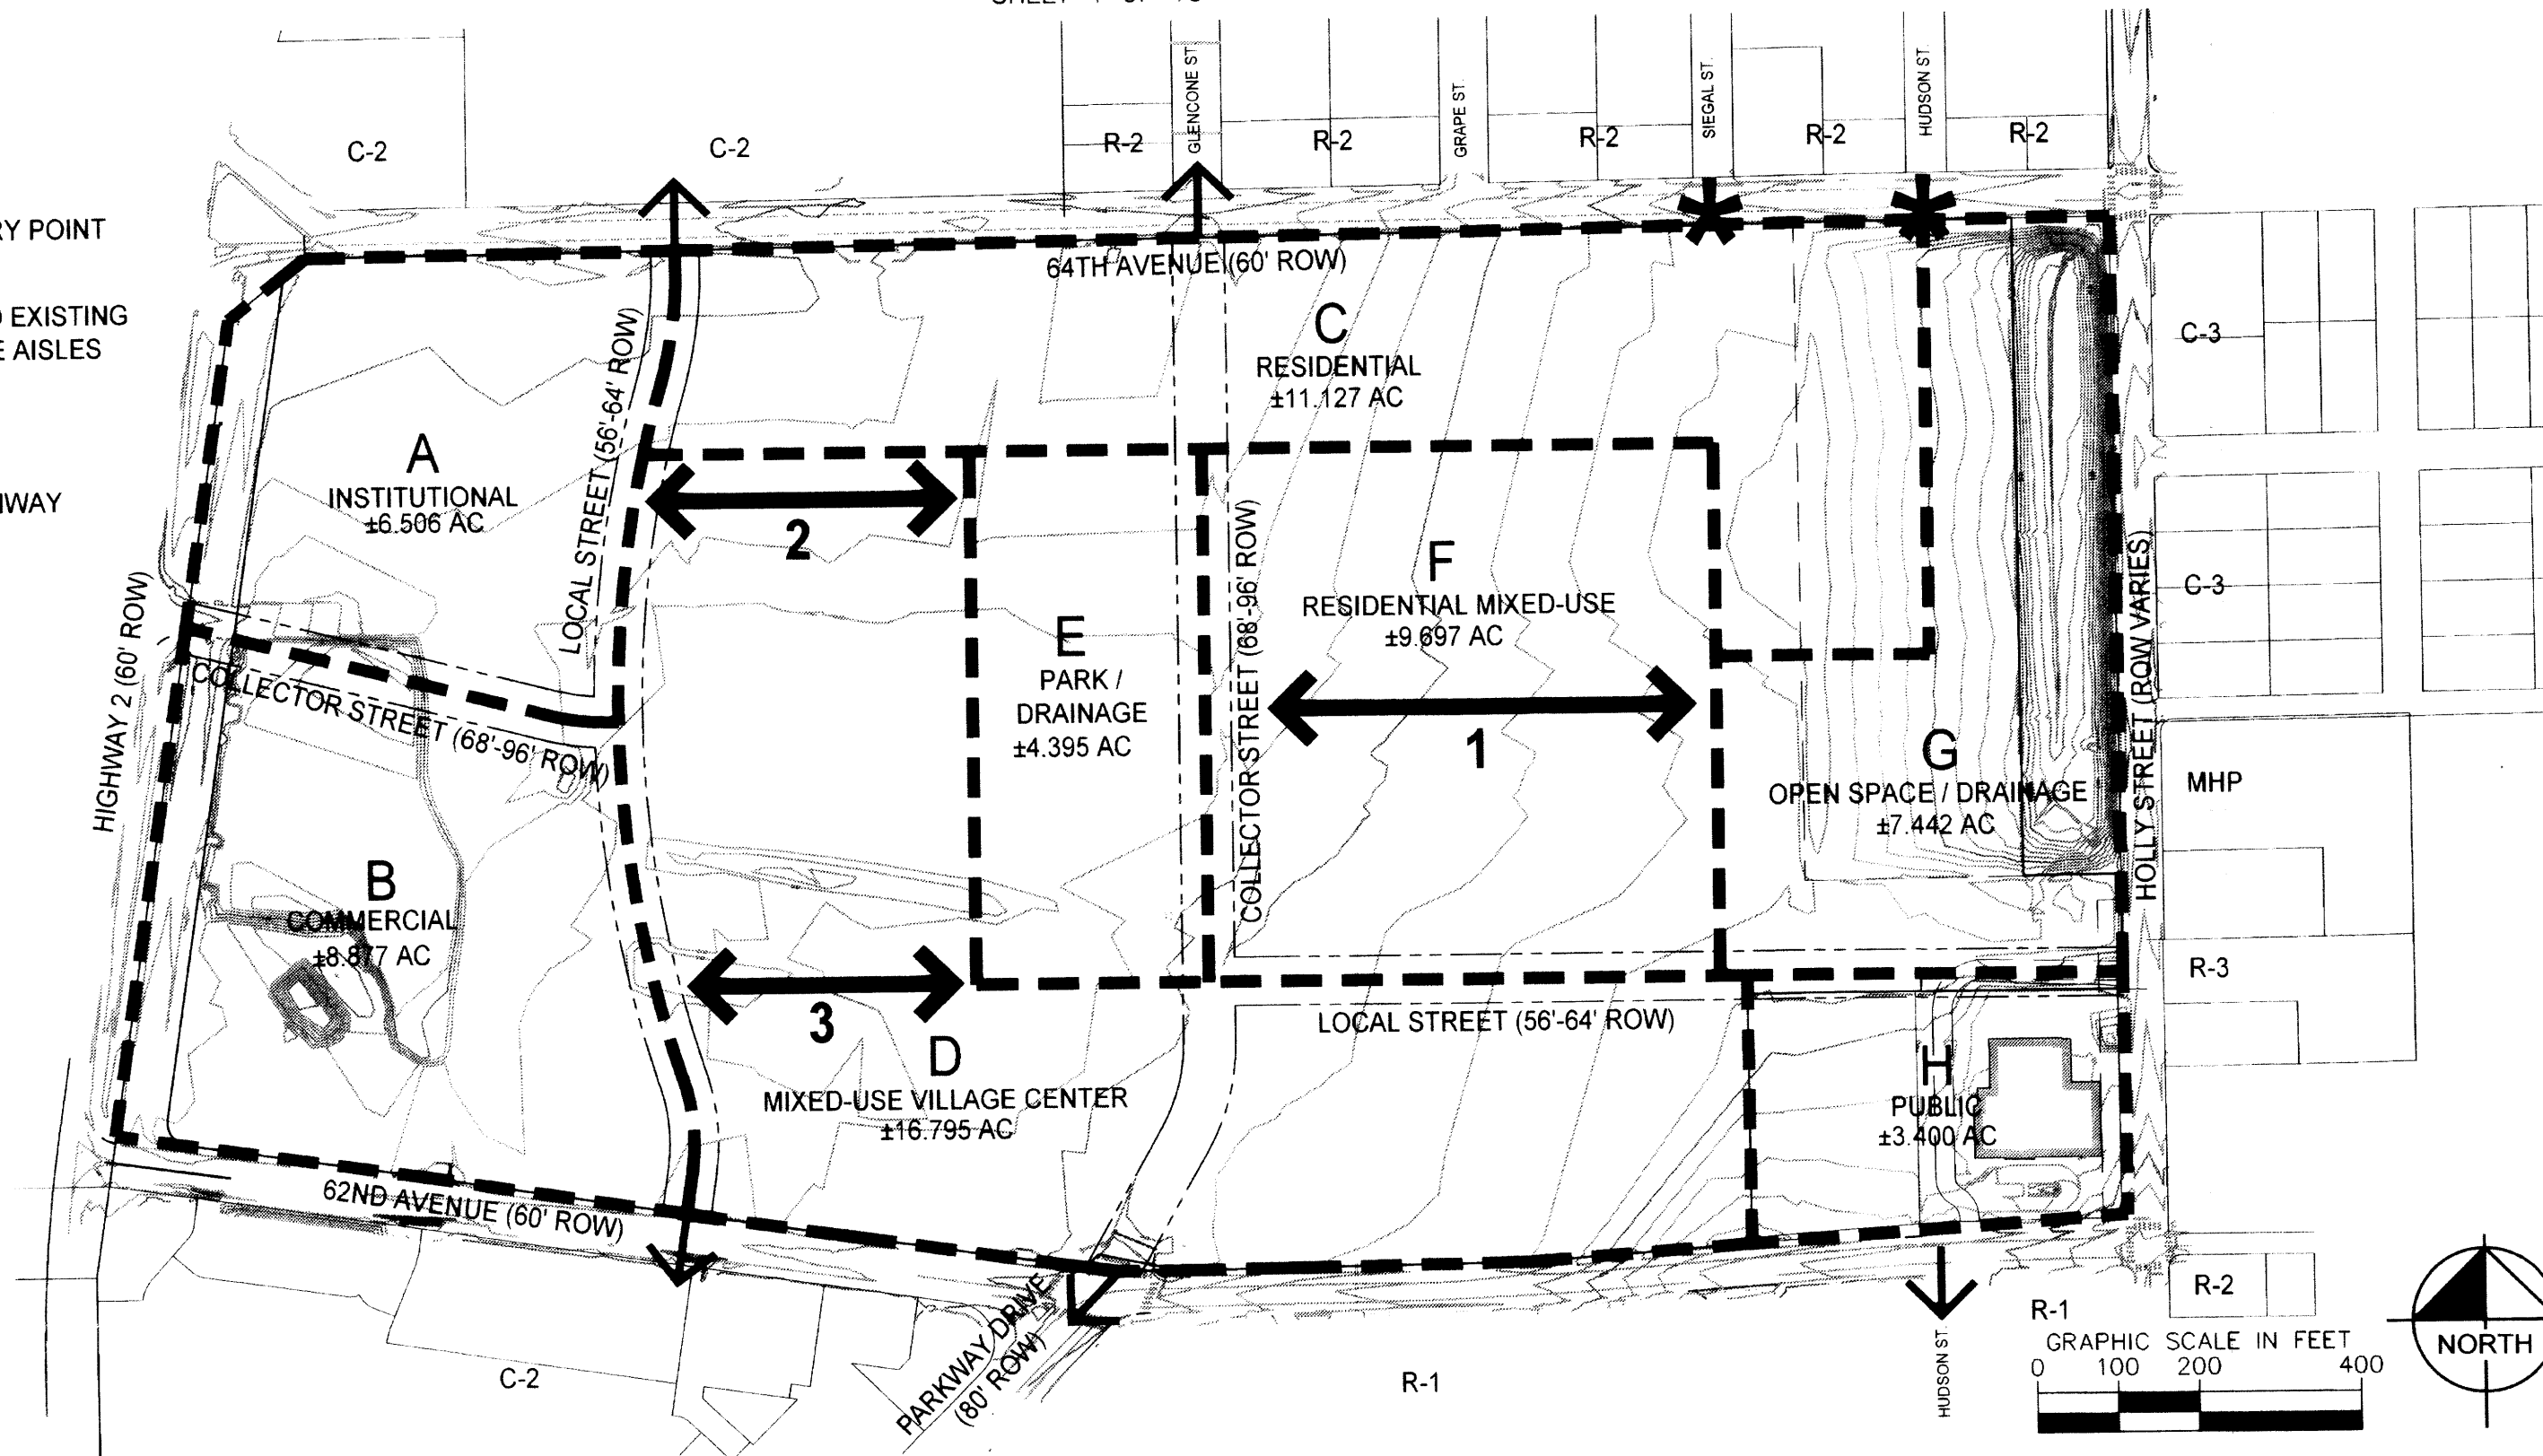 GLENCONE ST
GRAPE ST.
SIEGAL ST.
HUDSON ST.
C-2
C-2
R-2
R-2
R-2
R-2
R-2
RY POINT
EXISTING
AISLES
64TH AVENUE (60' ROW)
C
RESIDENTIAL
±11.127 AC
C-3
A
INSTITUTIONAL
±6.506 AC
LOCAL STREET (56'-64' ROW)
2
HWAY
F
RESIDENTIAL MIXED-USE
±9.697 AC
1
E
PARK /
DRAINAGE
±4.395 AC
COLLECTOR STREET (68'-96' ROW)
C-3
HIGHWAY 2 (60' ROW)
COLLECTOR STREET (68'-96' ROW)
G
OPEN SPACE / DRAINAGE
±7.442 AC
HOLLY STREET (ROW VARIES)
MHP
B
COMMERCIAL
±8.877 AC
R-3
3
LOCAL STREET (56'-64' ROW)
D
MIXED-USE VILLAGE CENTER
±16.795 AC
H
PUBLIC
±3.400 AC
62ND AVENUE (60' ROW)
PARKWAY DRIVE
(80' ROW)
C-2
R-1
HUDSON ST.
R-1
R-2
GRAPHIC SCALE IN FEET
0 100 200 400
NORTH